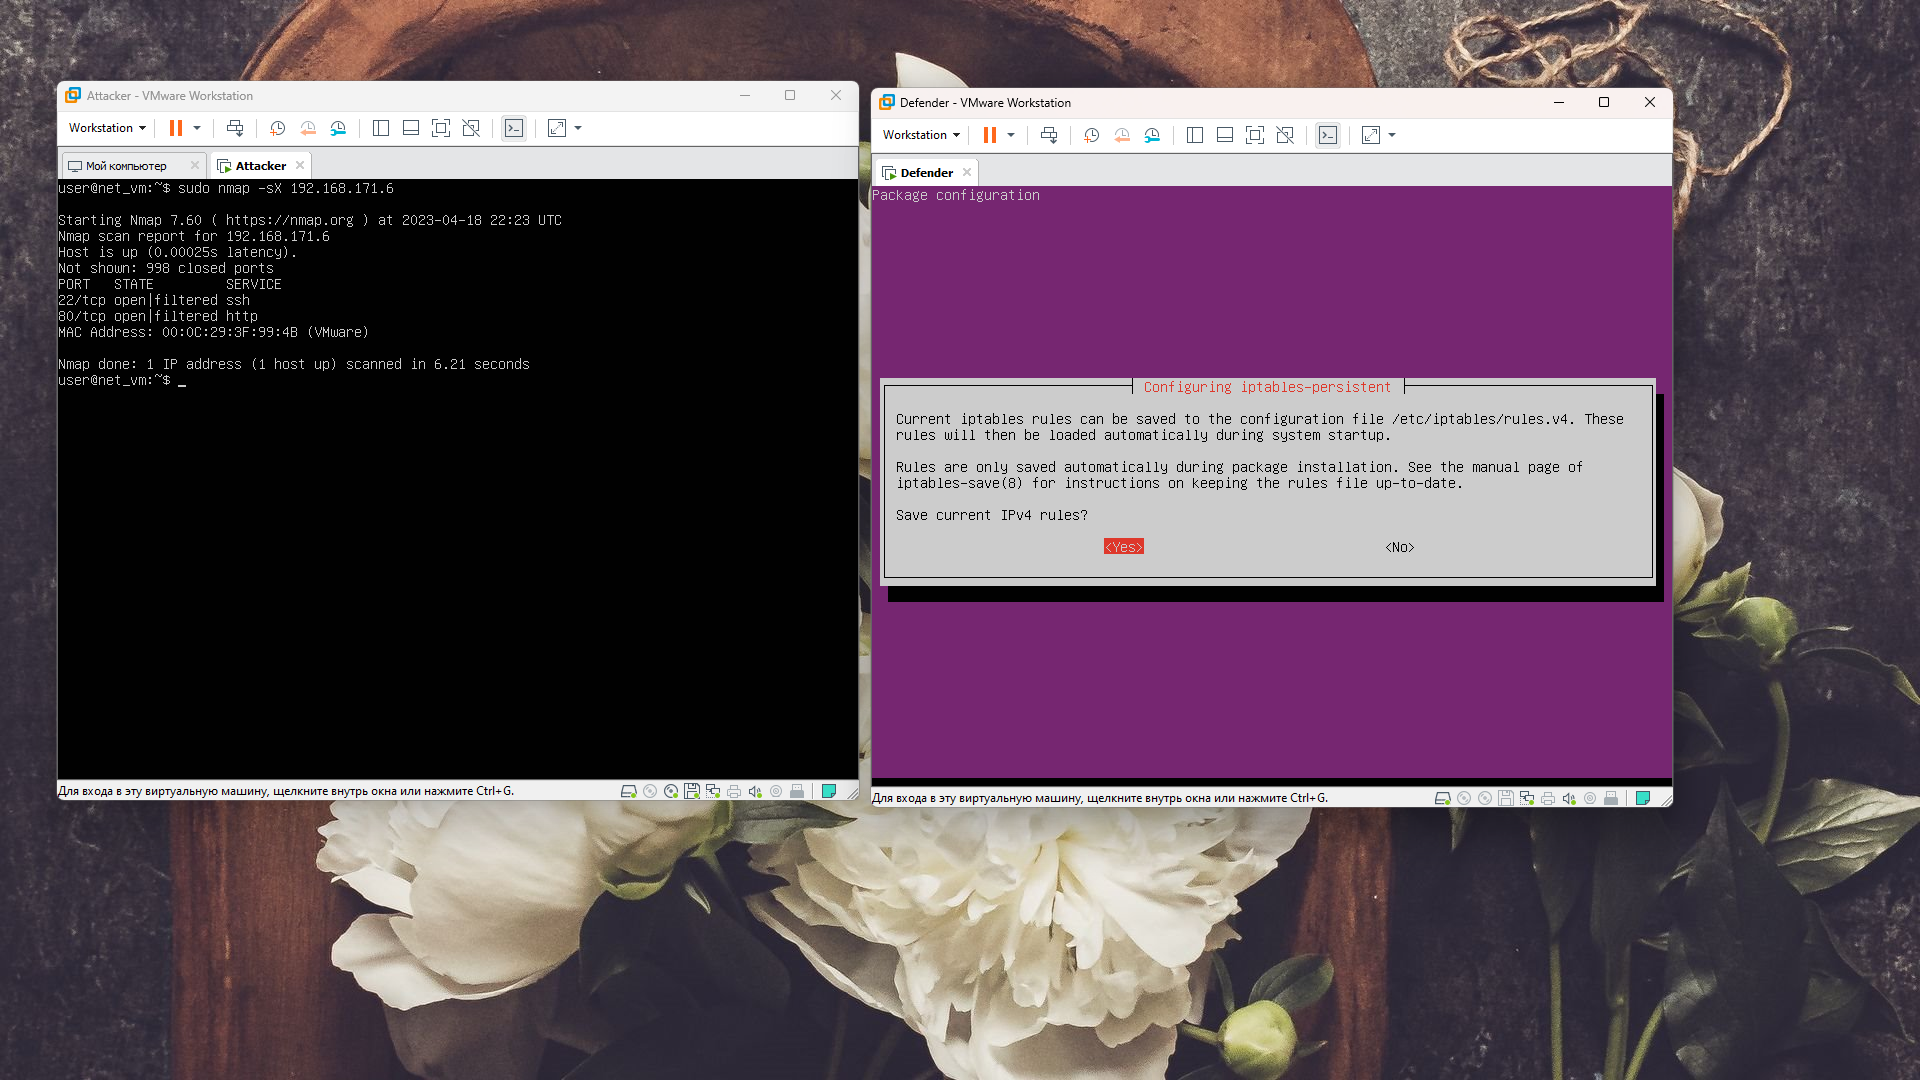 Attacker - VMware Workstation
Workstation
Мой компьютер
Attacker
user@net_vm:~$ sudo nmap -sX 192.168.171.6
Starting Nmap 7.60 ( https://nmap.org ) at 2023-04-18 22:23 UTC
Nmap scan report for 192.168.171.6
Host is up (0.00025s latency).
Not shown: 998 closed ports
PORT   STATE         SERVICE
22/tcp open|filtered ssh
80/tcp open|filtered http
MAC Address: 00:0C:29:3F:99:4B (VMware)
Nmap done: 1 IP address (1 host up) scanned in 6.21 seconds
user@net_vm:~$ _
Для входа в эту виртуальную машину, щелкните внутрь окна или нажмите Ctrl+G.
Defender - VMware Workstation
Workstation
Defender
Package configuration
Configuring iptables-persistent
Current iptables rules can be saved to the configuration file /etc/iptables/rules.v4. These
rules will then be loaded automatically during system startup.
Rules are only saved automatically during package installation. See the manual page of
iptables-save(8) for instructions on keeping the rules file up-to-date.
Save current IPv4 rules?
<Yes> <No>
Для входа в эту виртуальную машину, щелкните внутрь окна или нажмите Ctrl+G.